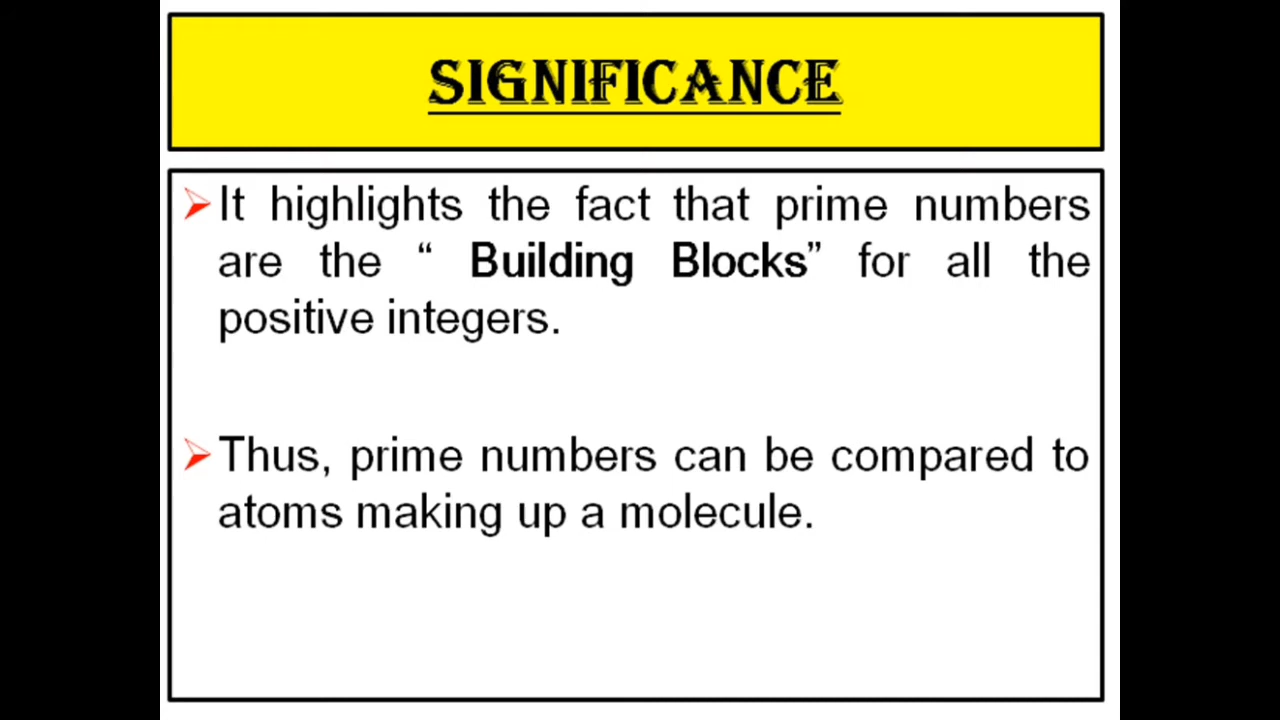 SIGNIFICANCE
It highlights the fact that prime numbers
are the “ Building Blocks” for all the
positive integers.
Thus, prime numbers can be compared to
atoms making up a molecule.